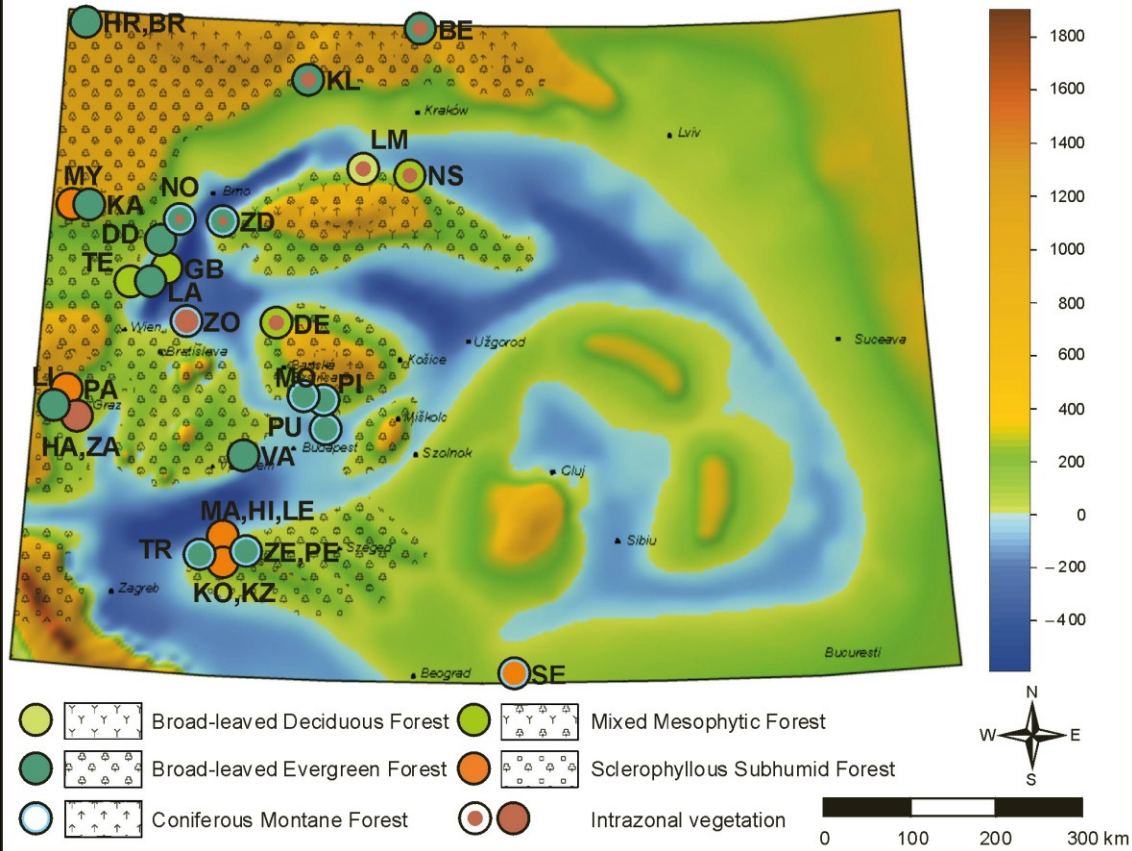 HR,BR
BE
1800
KL
1600
Kraków
Lviv
1400
LM
MY
NO
Brno
NS
1200
KA
ZD
DD
1000
TE
GB
LA
800
Wien
ZO
DE
Užgorod
Suceava
Bratislava
600
Košice
LI
PA
MO
PI
400
Graz
Miškolc
HA,ZA
PU
Budapest
VA
Szolnok
200
Cluj
MA,HI,LE
0
TR
ZE,PE
Szeged
Sibiu
−200
Zagreb
KO,KZ
−400
Beograd
SE
Bucuresti
Broad-leaved Deciduous Forest
Mixed Mesophytic Forest
N
W
E
S
Broad-leaved Evergreen Forest
Sclerophyllous Subhumid Forest
Coniferous Montane Forest
Intrazonal vegetation
0 100 200 300 km